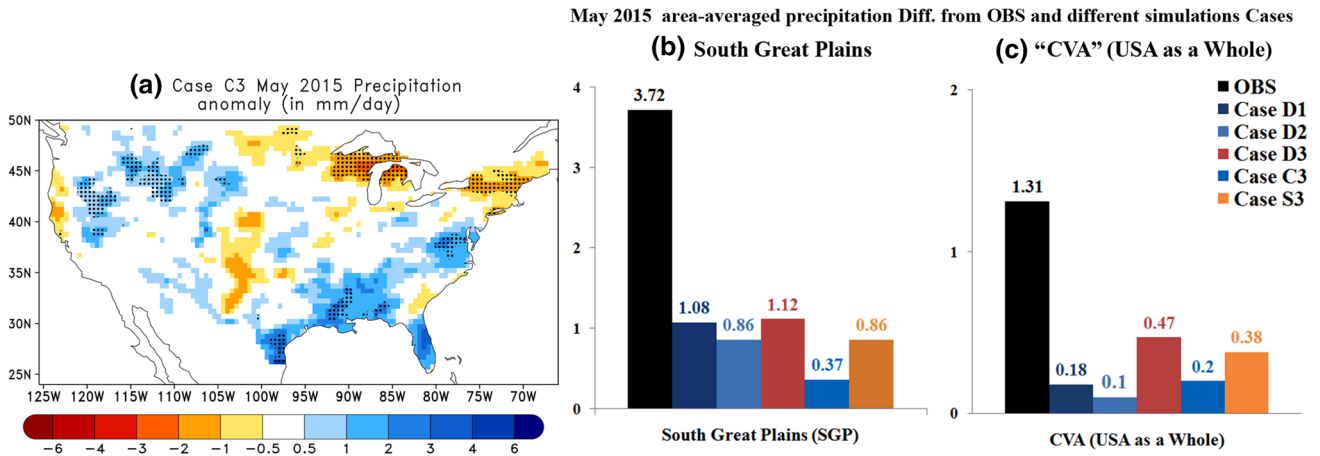 May 2015 area-averaged precipitation Diff. from OBS and different simulations Cases
(a) Case C3 May 2015 Precipitation
anomaly (in mm/day)
50N
45N
40N
35N
30N
25N
125W 120W 115W 110W 105W 100W 95W 90W 85W 80W 75W 70W
-6 -4 -3 -2 -1 -0.5 0.5 1 2 3 4 6
(b) South Great Plains
4
3
2
1
0
3.72
1.08
0.86
1.12
0.37
0.86
South Great Plains (SGP)
(c) “CVA” (USA as a Whole)
2
1
0
1.31
0.18
0.1
0.47
0.2
0.38
OBS
Case D1
Case D2
Case D3
Case C3
Case S3
CVA (USA as a Whole)